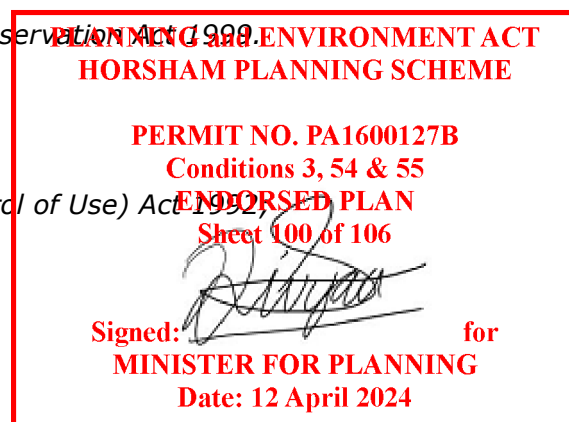 servation Act 1999.
PLANNING and ENVIRONMENT ACT
HORSHAM PLANNING SCHEME
PERMIT NO. PA1600127B
Conditions 3, 54 & 55
rol of Use) Act 1992,
ENDORSED PLAN
Sheet 100 of 106
Signed: for
MINISTER FOR PLANNING
Date: 12 April 2024